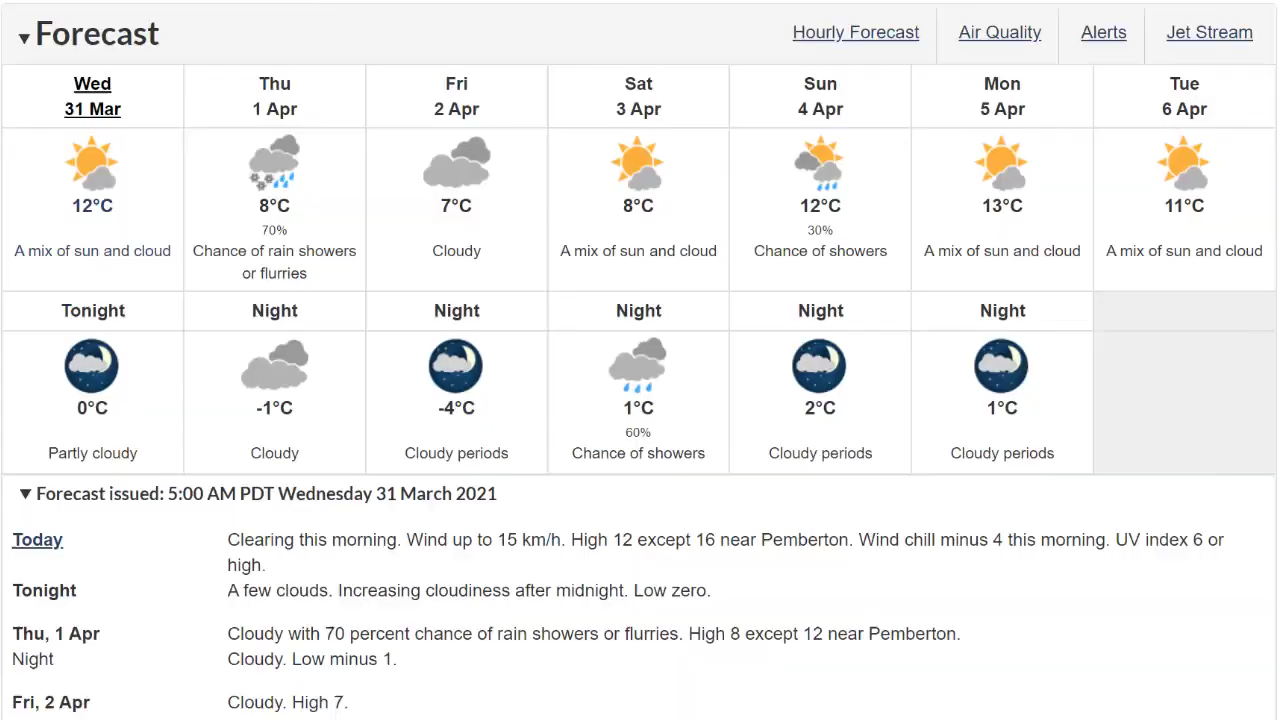 ▼Forecast
Hourly Forecast Air Quality Alerts Jet Stream
Wed Thu Fri Sat Sun Mon Tue
31 Mar 1 Apr 2 Apr 3 Apr 4 Apr 5 Apr 6 Apr
12°C 8°C 7°C 8°C 12°C 13°C 11°C
70% 30%
A mix of sun and cloud Chance of rain showers Cloudy A mix of sun and cloud Chance of showers A mix of sun and cloud A mix of sun and cloud
or flurries
Tonight Night Night Night Night Night
0°C -1°C -4°C 1°C 2°C 1°C
60%
Partly cloudy Cloudy Cloudy periods Chance of showers Cloudy periods Cloudy periods
▼ Forecast issued: 5:00 AM PDT Wednesday 31 March 2021
Today Clearing this morning. Wind up to 15 km/h. High 12 except 16 near Pemberton. Wind chill minus 4 this morning. UV index 6 or
high.
Tonight A few clouds. Increasing cloudiness after midnight. Low zero.
Thu, 1 Apr Cloudy with 70 percent chance of rain showers or flurries. High 8 except 12 near Pemberton.
Night Cloudy. Low minus 1.
Fri, 2 Apr Cloudy. High 7.